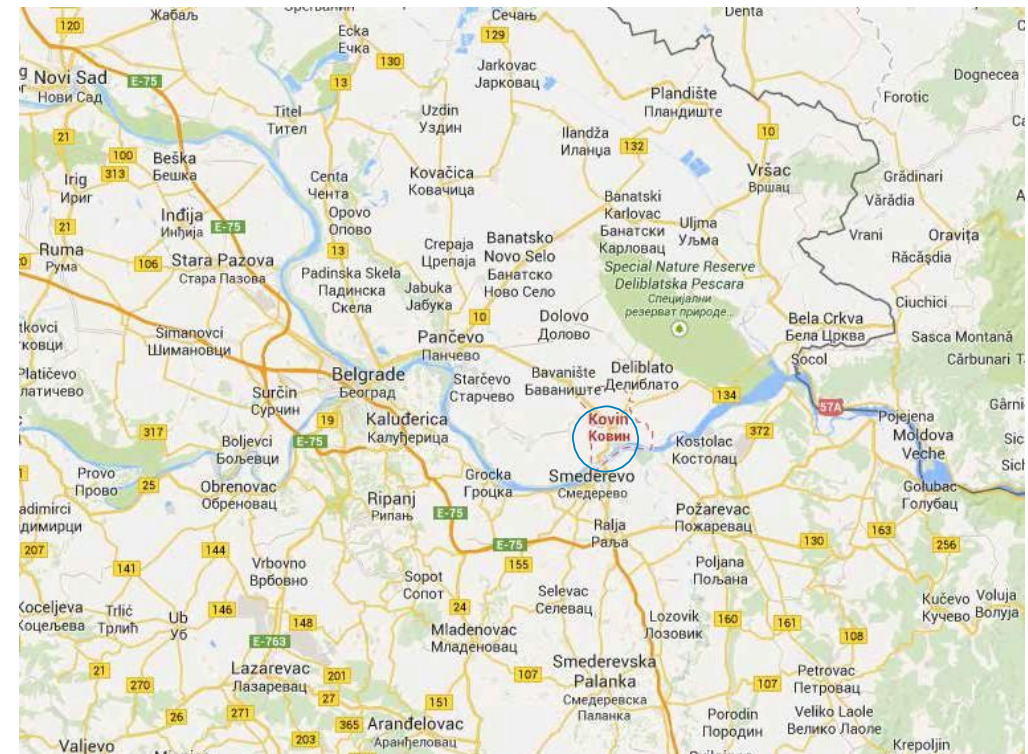 Жабаљ
120
Ecka
Ечка
Сечањ
129
Denta
130
Jarkovac
Јарковац
13
Novi Sad
Нови Сад
E-75
Dognecea
Forotic
Plandište
Пландиште
Titel
Тител
Uzdin
Уздин
Ilandža
Иланџа
132
10
21
100
313
Beška
Бешка
Irig
Ириг
Centa
Чента
Kovačica
Ковачица
Vršac
Вршац
Grădinari
Vărădia
Banatski
Karlovac
Банатски
Карловац
Uljma
Уљма
Opovo
Опово
Inđija
Инђија
E-75
21
Ruma
Рума
106
Stara Pazova
Стара Пазова
13
Crepaja
Црепаја
Banatsko
Novo Selo
Банатско
Ново Село
Vrani
Oravița
Răcăşdia
Padinska Skela
Падинска
Скела
Jabuka
Јабука
Special Nature Reserve
Deliblatska Pescara
Специјални
резерват природе...
Ciuchici
10
Dolovo
Долово
Bela Crkva
Бела Црква
Simanovci
Шимановци
Pančevo
Панчево
Sasca Montană
Socol
Cărbunari
Belgrade
Београд
Starčevo
Старчево
Bavanište
Баваниште
Deliblato
Делиблато
134
Surčin
Сурчин
19
57A
Kovin
Ковин
Pojejena
Kaluđerica
Калуђерица
317
Boljevci
Бољевци
E-75
Kostolac
Костолац
372
Moldova
Veche
Provo
Прово
25
Obrenovac
Обреновац
Grocka
Гроцка
Smederevo
Смедерево
Golubac
Голубац
Ripanj
Рипањ
E-75
Požarevac
Пожаревац
Ralja
Раља
163
207
144
E-75
130
256
141
Vrbovno
Врбовно
155
Poljana
Пољана
Sopot
Сопот
Selevac
Селевац
Kučevo
Кучево
Voluja
Волуја
Koceljeva
Коцељева
Trlić
Трлић
Ub
Уб
146
148
24
Lozovik
Лозовик
160
161
108
E-763
Mladenovac
Младеновац
21
Lazarevac
Лазаревац
201
107
Smederevska
Palanka
Смедеревска
Паланка
107
Petrovac
Петровац
270
27
26
271
151
365
Aranđelovac
Аранђеловац
203
Porodin
Породин
Veliko Laole
Велико Лаоле
Valjevo
Krepoljin